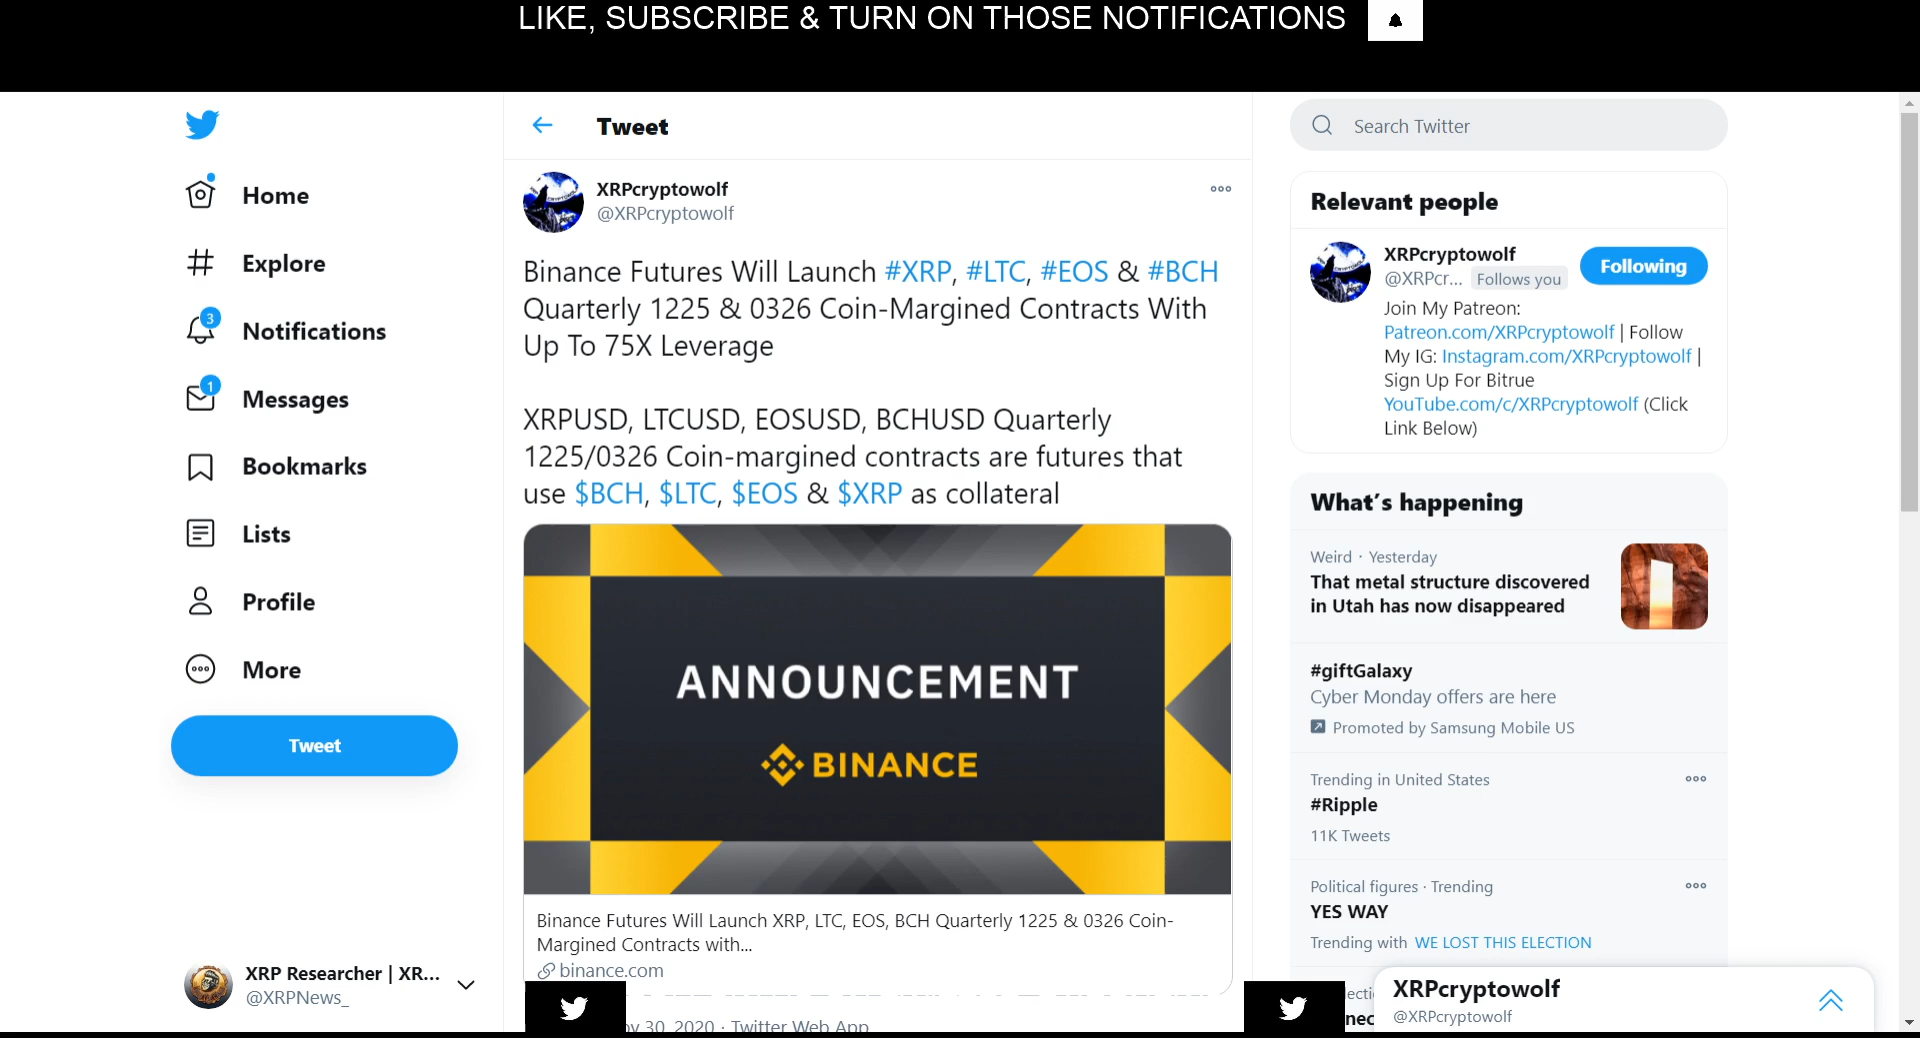 LIKE, SUBSCRIBE & TURN ON THOSE NOTIFICATIONS
Home
Explore
3
Notifications
1
Messages
Bookmarks
Lists
Profile
More
Tweet
XRP Researcher | XR...
@XRPNews_
Tweet
XRPcryptowolf
@XRPcryptowolf
Binance Futures Will Launch #XRP, #LTC, #EOS & #BCH
Quarterly 1225 & 0326 Coin-Margined Contracts With
Up To 75X Leverage
XRPUSD, LTCUSD, EOSUSD, BCHUSD Quarterly
1225/0326 Coin-margined contracts are futures that
use $BCH, $LTC, $EOS & $XRP as collateral
ANNOUNCEMENT
BINANCE
Binance Futures Will Launch XRP, LTC, EOS, BCH Quarterly 1225 & 0326 Coin-
Margined Contracts with...
binance.com
30, 2020 · Twitter Web App
Search Twitter
Relevant people
XRPcryptowolf
@XRPcr... Follows you
Following
Join My Patreon:
Patreon.com/XRPcryptowolf | Follow
My IG: Instagram.com/XRPcryptowolf |
Sign Up For Bitrue
YouTube.com/c/XRPcryptowolf (Click
Link Below)
What's happening
Weird · Yesterday
That metal structure discovered
in Utah has now disappeared
#giftGalaxy
Cyber Monday offers are here
Promoted by Samsung Mobile US
Trending in United States
#Ripple
11K Tweets
Political figures · Trending
YES WAY
Trending with WE LOST THIS ELECTION
XRPcryptowolf
@XRPcryptowolf